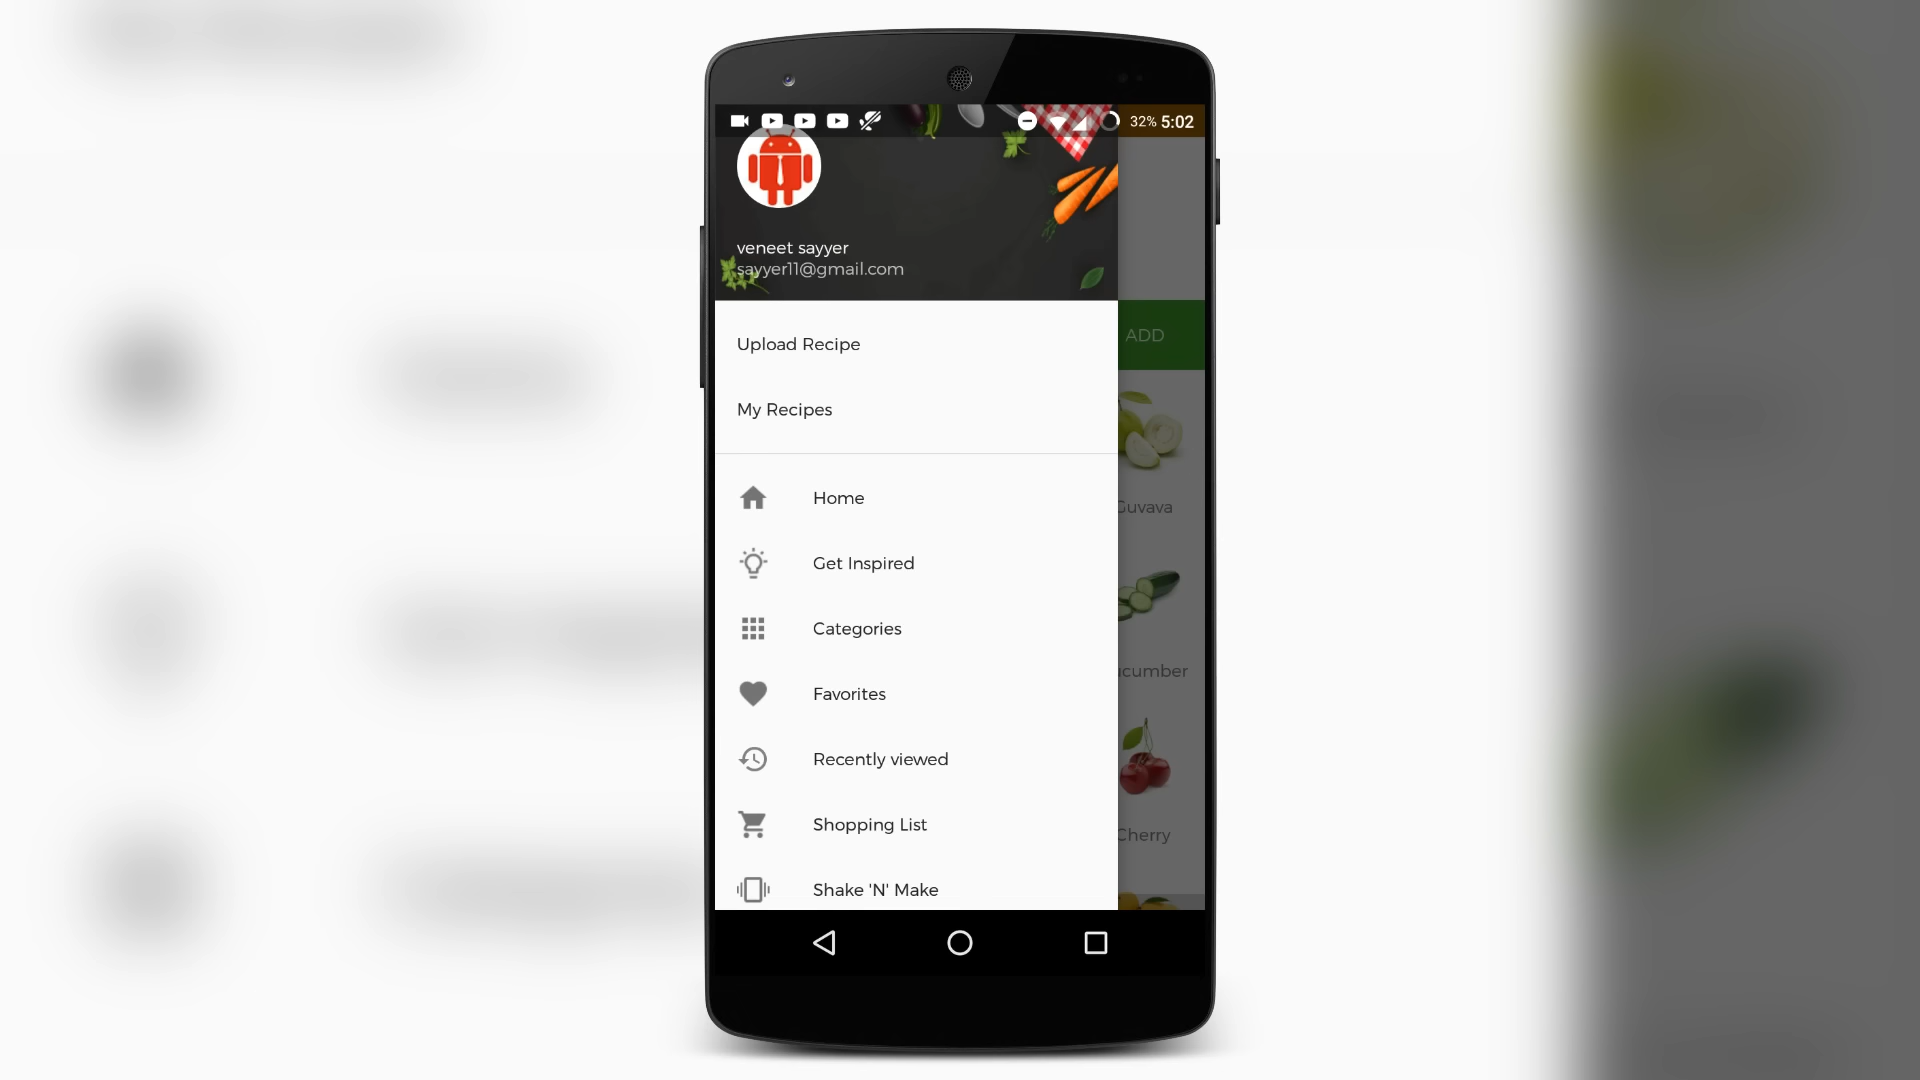 32% 5:02
veneet sayyer
sayyer11@gmail.com
Upload Recipe
ADD
My Recipes
Home
Guvava
Get Inspired
Categories
ucumber
Favorites
Recently viewed
Shopping List
Cherry
Shake 'N' Make